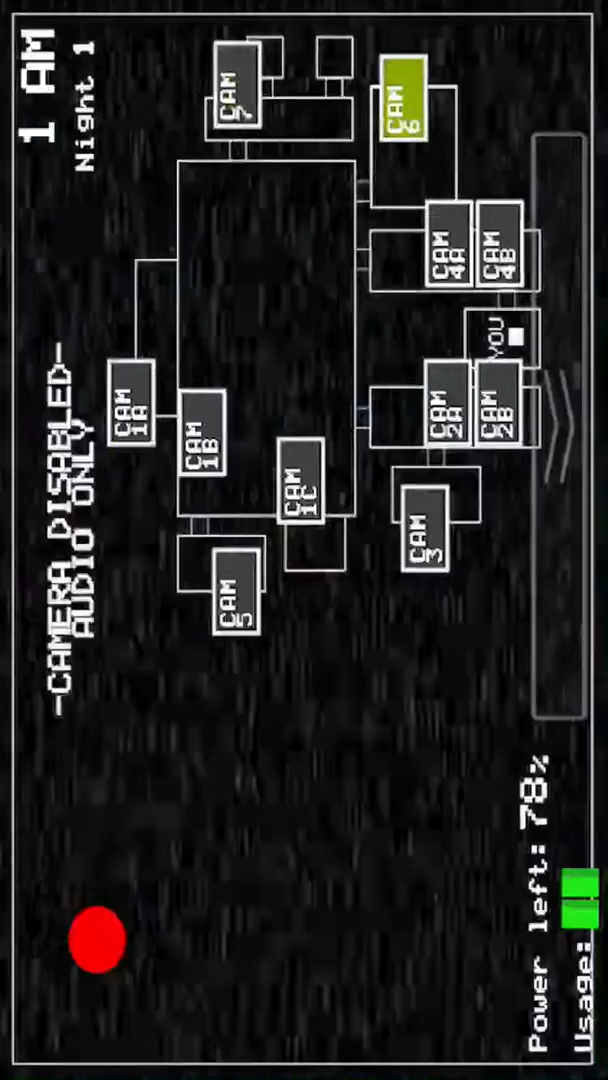 1 AM
Night 1
-CAMERA DISABLED-
AUDIO ONLY
CAM
1A
CAM
1B
CAM
7
CAM
5
CAM
1C
CAM
6
CAM
3
CAM
4A
CAM
2A
CAM
4B
YOU
CAM
2B
Power left: 78%
Usage: